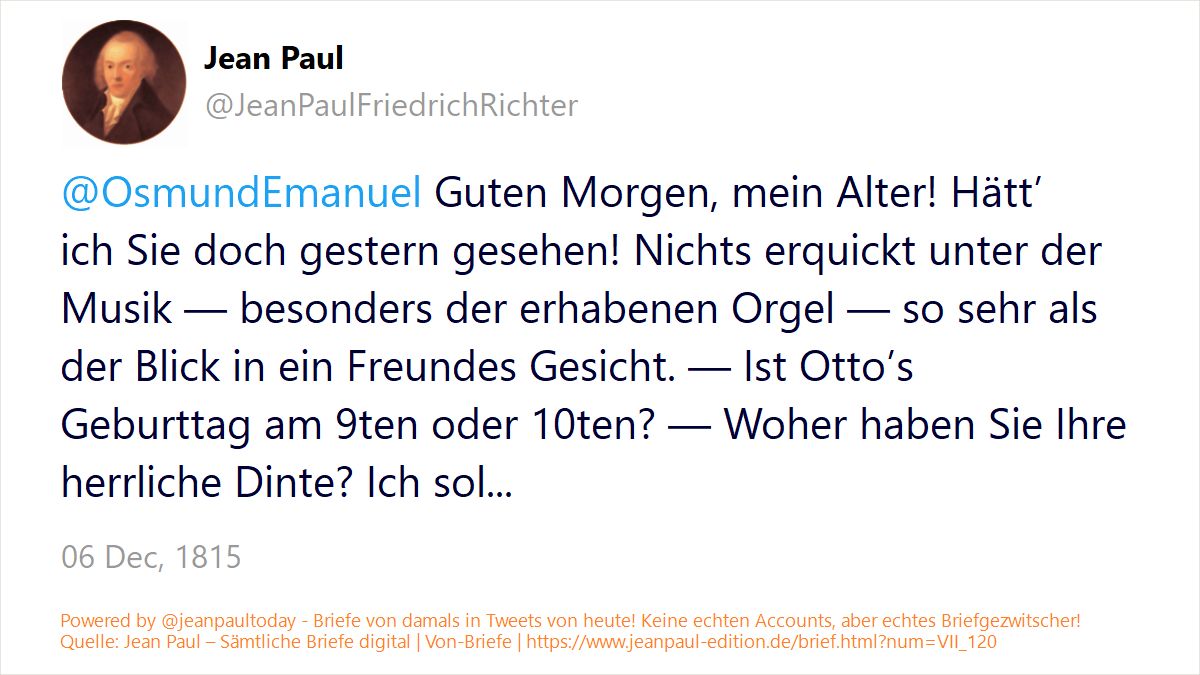 Jean Paul
@JeanPaulFriedrichRichter
@OsmundEmanuel Guten Morgen, mein Alter! Hätt’
ich Sie doch gestern gesehen! Nichts erquickt unter der
Musik — besonders der erhabenen Orgel — so sehr als
der Blick in ein Freundes Gesicht. — Ist Otto’s
Geburttag am 9ten oder 10ten? — Woher haben Sie Ihre
herrliche Dinte? Ich sol...
06 Dec, 1815
Powered by @jeanpaultoday - Briefe von damals in Tweets von heute! Keine echten Accounts, aber echtes Briefgezwitscher!
Quelle: Jean Paul – Sämtliche Briefe digital | Von-Briefe | https://www.jeanpaul-edition.de/brief.html?num=VII_120